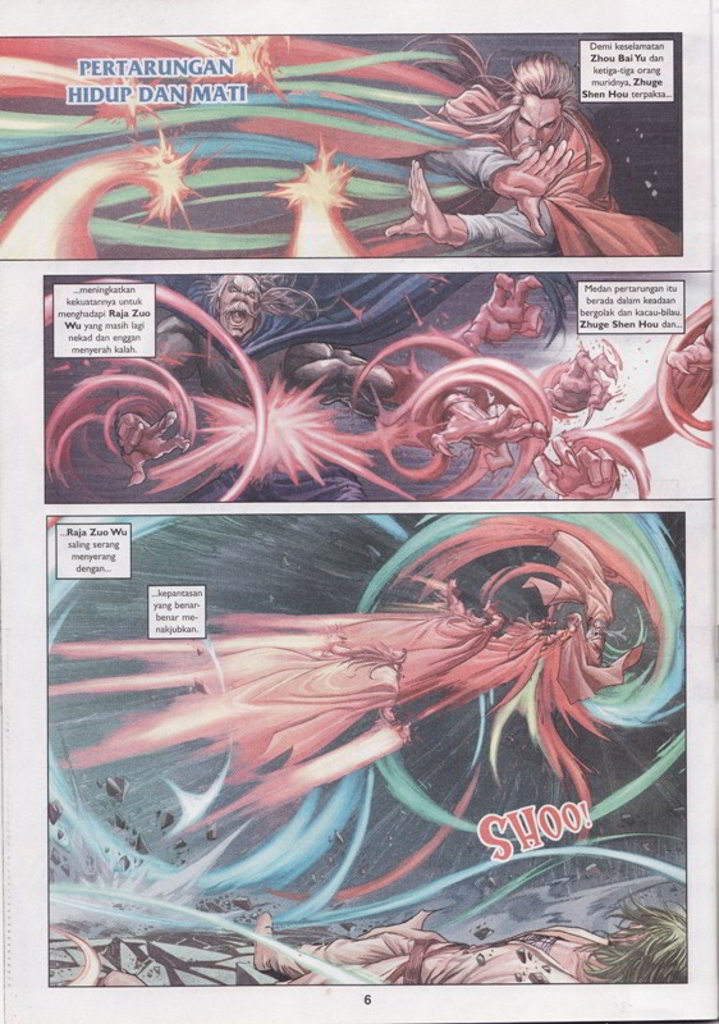 PERTARUNGAN
HIDUP DAN MATI
Demi keselamatan
Zhou Bai Yu dan
ketiga-tiga orang
muridnya, Zhuge
Shen Hou terpaksa...
...meningkatkan
kekuatannya untuk
menghadapi Raja Zuo
Wu yang masih lagi
nekad dan enggan
menyerah kalah.
Medan pertarungan itu
berada dalam keadaan
bergolak dan kacau-bilau.
Zhuge Shen Hou dan...
...Raja Zuo Wu
saling serang
menyerang
dengan...
...kepantasan
yang benar-
benar me-
nakjubkan.
SHOO!
6